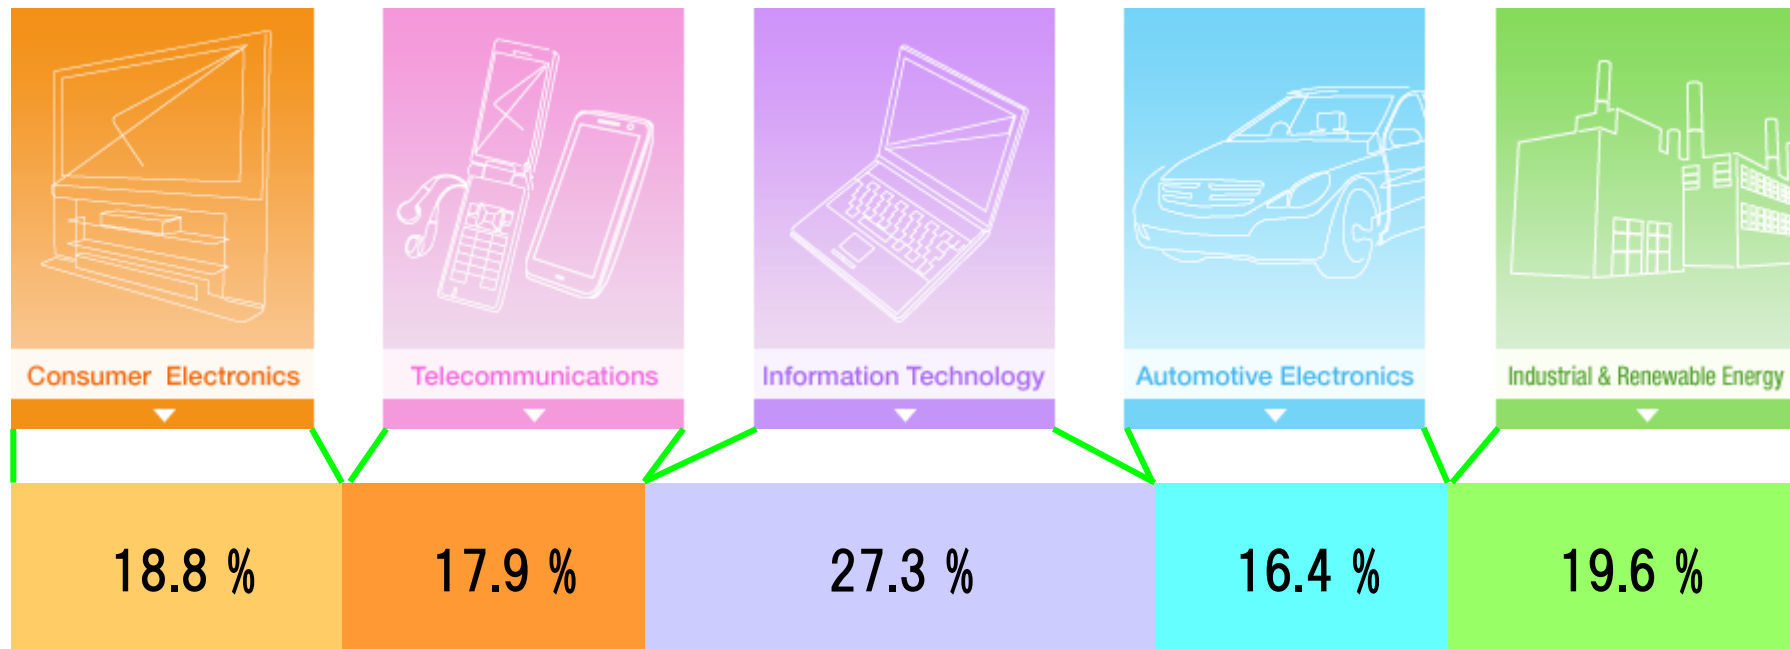 Consumer Electronics
Telecommunications
Information Technology
Automotive Electronics
Industrial & Renewable Energy
18.8 %
17.9 %
27.3 %
16.4 %
19.6 %